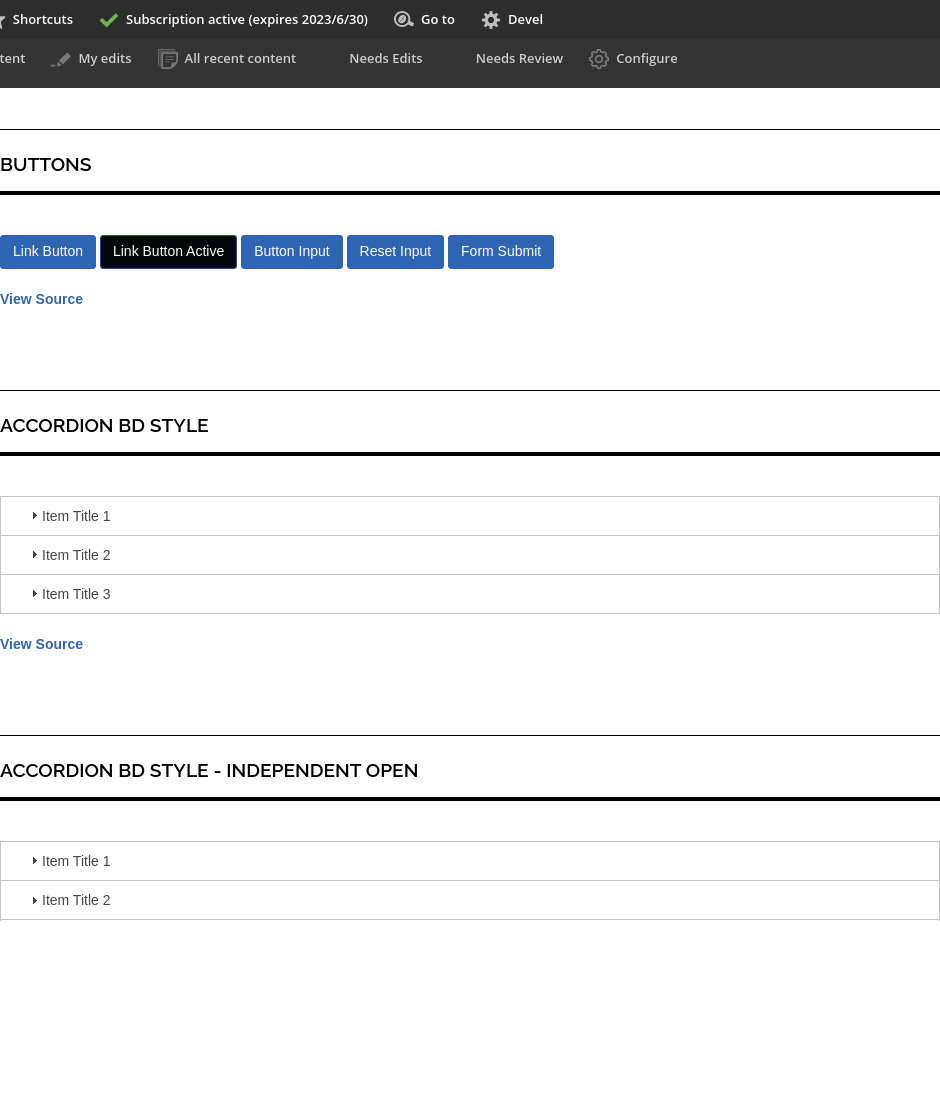 Shortcuts Subscription active (expires 2023/6/30) Go to Devel
tent My edits All recent content Needs Edits Needs Review Configure
BUTTONS
Link Button Link Button Active Button Input Reset Input Form Submit
View Source
ACCORDION BD STYLE
Item Title 1
Item Title 2
Item Title 3
View Source
ACCORDION BD STYLE - INDEPENDENT OPEN
Item Title 1
Item Title 2